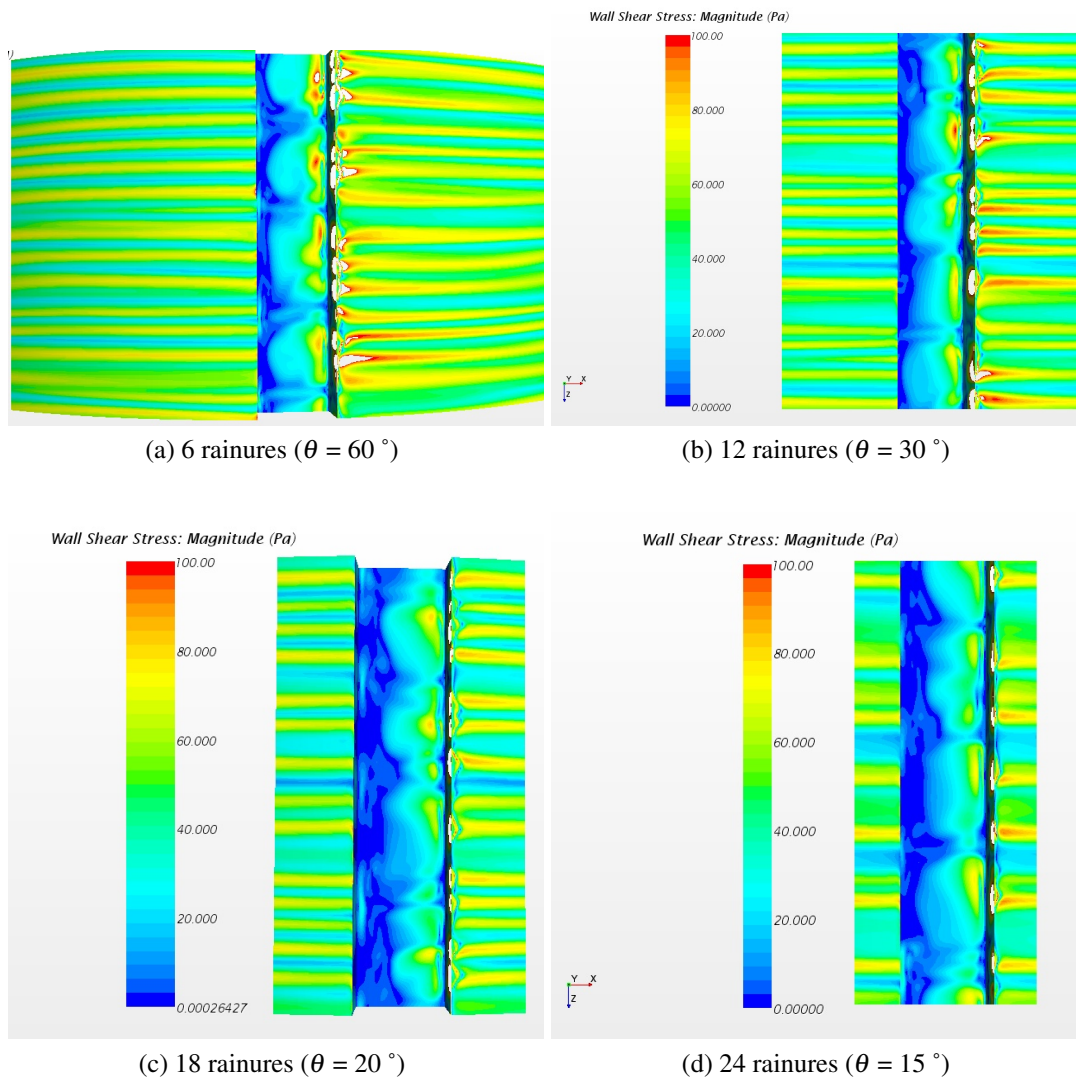 )
Wall Shear Stress: Magnitude (Pa)
100.00
80.000
60.000
40.000
20.000
0.00000
Y X
Z
(a) 6 rainures (θ = 60 °)
(b) 12 rainures (θ = 30 °)
Wall Shear Stress: Magnitude (Pa)
100.00
80.000
60.000
40.000
20.000
0.00026427
Wall Shear Stress: Magnitude (Pa)
100.00
80.000
60.000
40.000
20.000
0.00000
Y X
Z
(c) 18 rainures (θ = 20 °)
(d) 24 rainures (θ = 15 °)